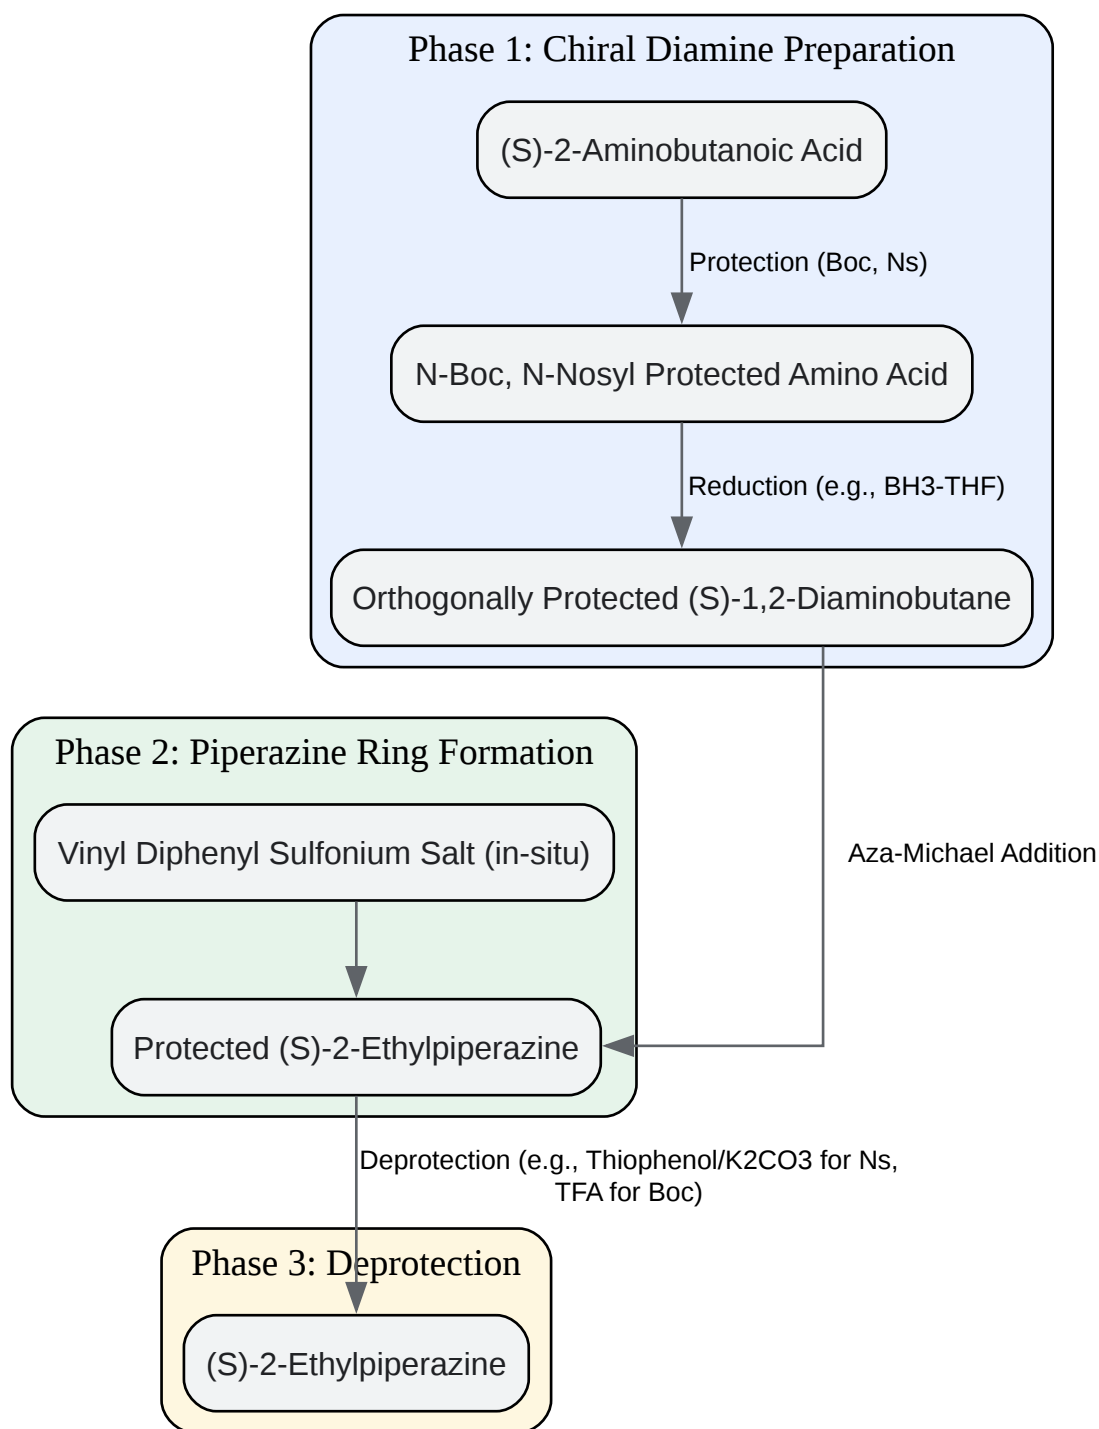 Phase 1: Chiral Diamine Preparation
(S)-2-Aminobutanoic Acid
Protection (Boc, Ns)
N-Boc, N-Nosyl Protected Amino Acid
Reduction (e.g., BH3-THF)
Orthogonally Protected (S)-1,2-Diaminobutane
Phase 2: Piperazine Ring Formation
Vinyl Diphenyl Sulfonium Salt (in-situ)
Aza-Michael Addition
Protected (S)-2-Ethylpiperazine
Deprotection (e.g., Thiophenol/K2CO3 for Ns,
TFA for Boc)
Phase 3: Deprotection
(S)-2-Ethylpiperazine